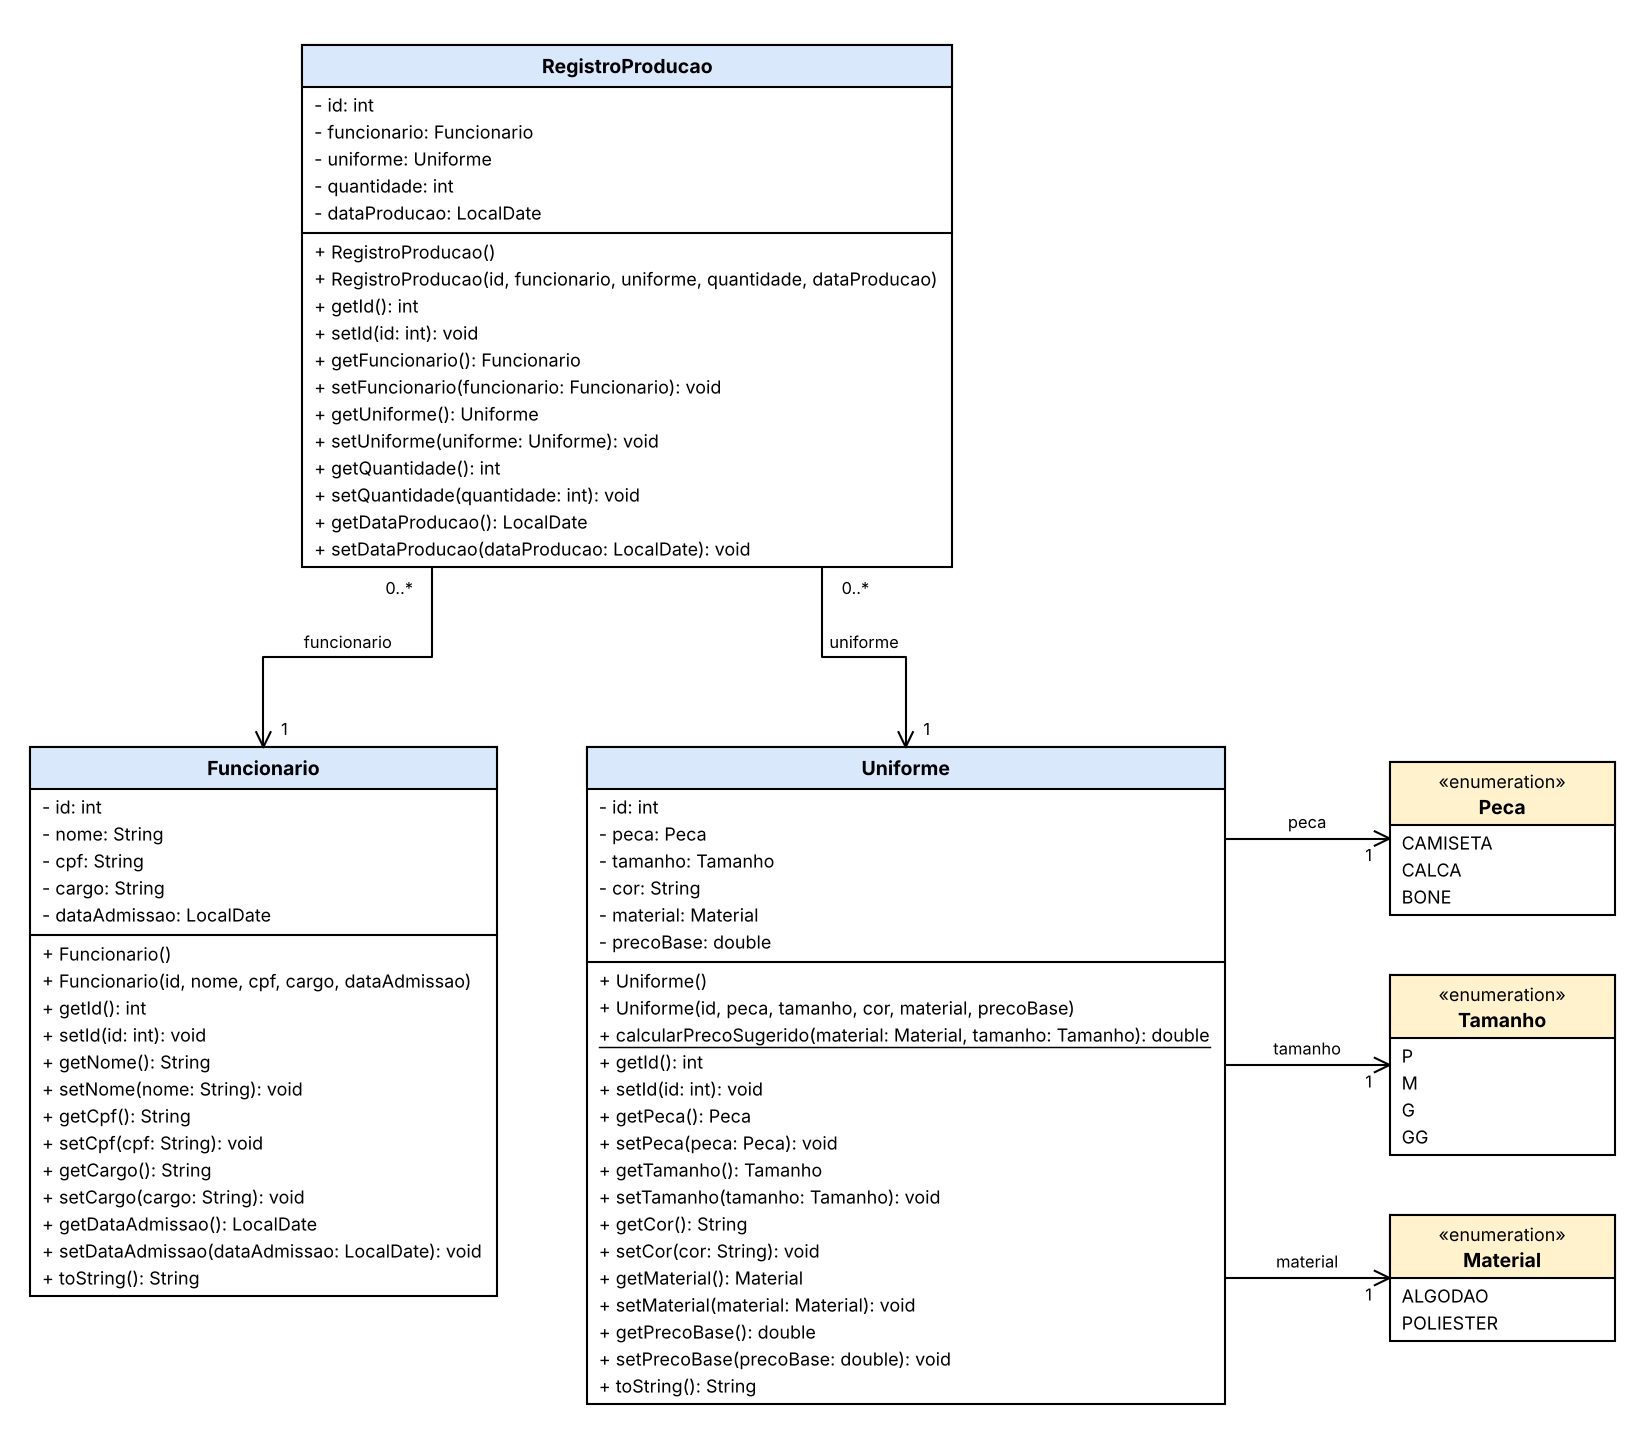 RegistroProducao
- id: int
- funcionario: Funcionario
- uniforme: Uniforme
- quantidade: int
- dataProducao: LocalDate
+ RegistroProducao()
+ RegistroProducao(id, funcionario, uniforme, quantidade, dataProducao)
+ getId(): int
+ setId(id: int): void
+ getFuncionario(): Funcionario
+ setFuncionario(funcionario: Funcionario): void
+ getUniforme(): Uniforme
+ setUniforme(uniforme: Uniforme): void
+ getQuantidade(): int
+ setQuantidade(quantidade: int): void
+ getDataProducao(): LocalDate
+ setDataProducao(dataProducao: LocalDate): void
0..*
0..*
funcionario
uniforme
1
1
Funcionario
- id: int
- nome: String
- cpf: String
- cargo: String
- dataAdmissao: LocalDate
+ Funcionario()
+ Funcionario(id, nome, cpf, cargo, dataAdmissao)
+ getId(): int
+ setId(id: int): void
+ getNome(): String
+ setNome(nome: String): void
+ getCpf(): String
+ setCpf(cpf: String): void
+ getCargo(): String
+ setCargo(cargo: String): void
+ getDataAdmissao(): LocalDate
+ setDataAdmissao(dataAdmissao: LocalDate): void
+ toString(): String
Uniforme
- id: int
- peca: Peca
- tamanho: Tamanho
- cor: String
- material: Material
- precoBase: double
+ Uniforme()
+ Uniforme(id, peca, tamanho, cor, material, precoBase)
+ calcularPrecoSugerido(material: Material, tamanho: Tamanho): double
+ getId(): int
+ setId(id: int): void
+ getPeca(): Peca
+ setPeca(peca: Peca): void
+ getTamanho(): Tamanho
+ setTamanho(tamanho: Tamanho): void
+ getCor(): String
+ setCor(cor: String): void
+ getMaterial(): Material
+ setMaterial(material: Material): void
+ getPrecoBase(): double
+ setPrecoBase(precoBase: double): void
+ toString(): String
peca
1
«enumeration»
Peca
CAMISETA
CALCA
BONE
tamanho
1
«enumeration»
Tamanho
P
M
G
GG
material
1
«enumeration»
Material
ALGODAO
POLIESTER